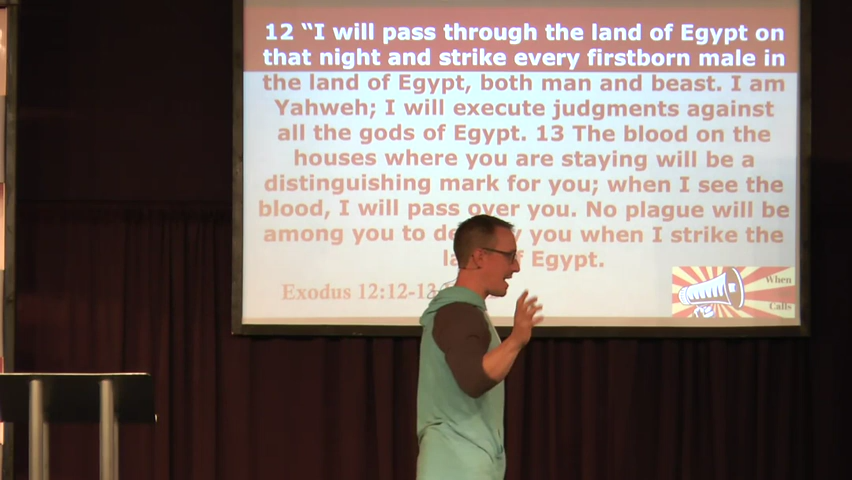 12 “I will pass through the land of Egypt on
that night and strike every firstborn male in
the land of Egypt, both man and beast. I am
Yahweh; I will execute judgments against
all the gods of Egypt. 13 The blood on the
houses where you are staying will be a
distinguishing mark for you; when I see the
blood, I will pass over you. No plague will be
among you to you when I strike the
Egypt.
Exodus 12:12-13
When
Calls